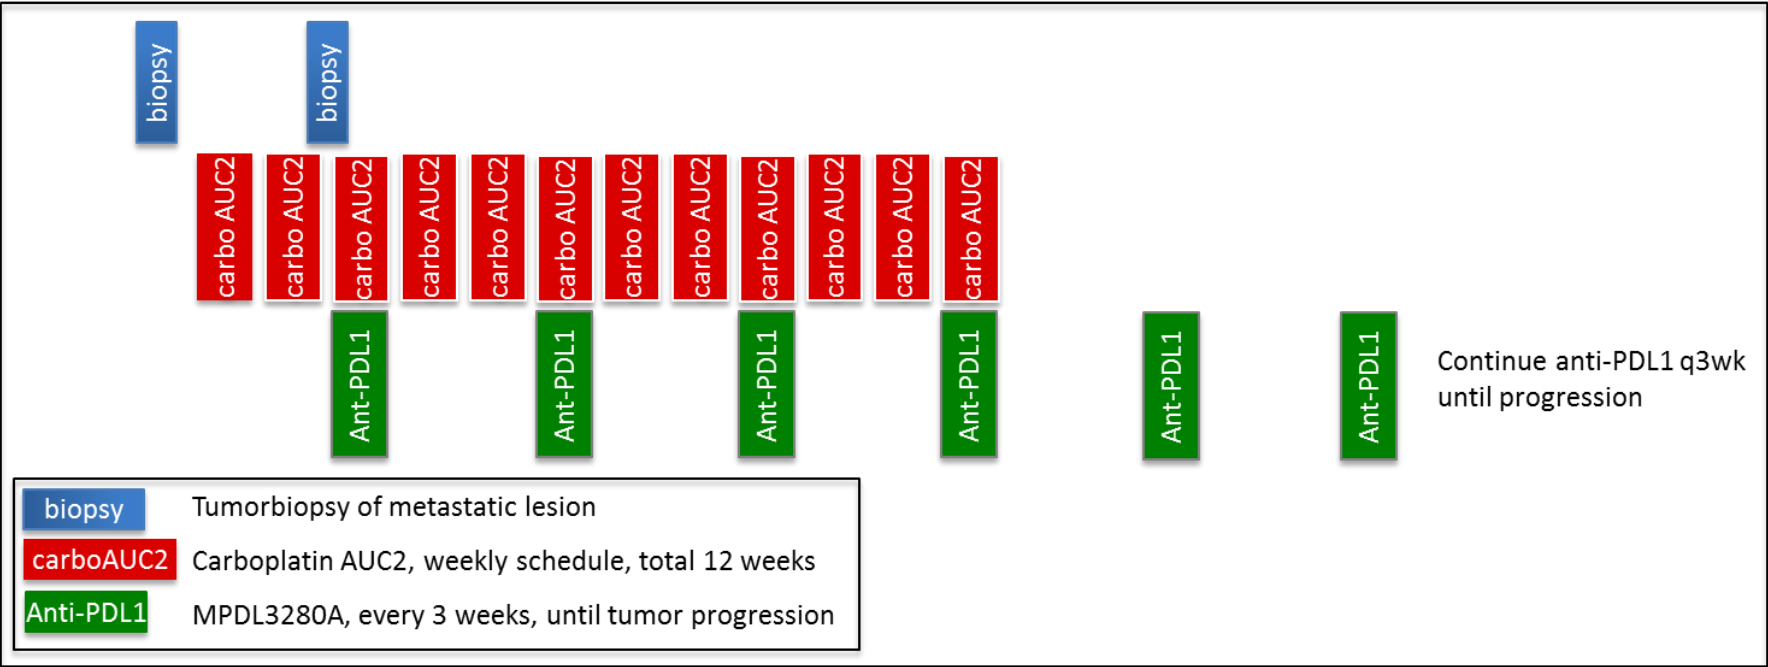 biopsy
biopsy
carbo AUC2
carbo AUC2
carbo AUC2
carbo AUC2
carbo AUC2
carbo AUC2
carbo AUC2
carbo AUC2
carbo AUC2
carbo AUC2
carbo AUC2
carbo AUC2
Ant-PDL1
Ant-PDL1
Ant-PDL1
Ant-PDL1
Ant-PDL1
Ant-PDL1
Continue anti-PDL1 q3wk
until progression
biopsy
Tumorbiopsy of metastatic lesion
carboAUC2
Carboplatin AUC2, weekly schedule, total 12 weeks
Anti-PDL1
MPDL3280A, every 3 weeks, until tumor progression